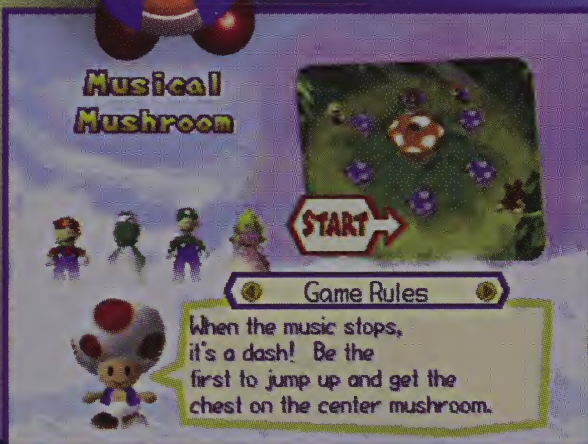 Musical
Mushroom
START
Game Rules
When the music stops,
it's a dash! Be the
first to jump up and get the
chest on the center mushroom.